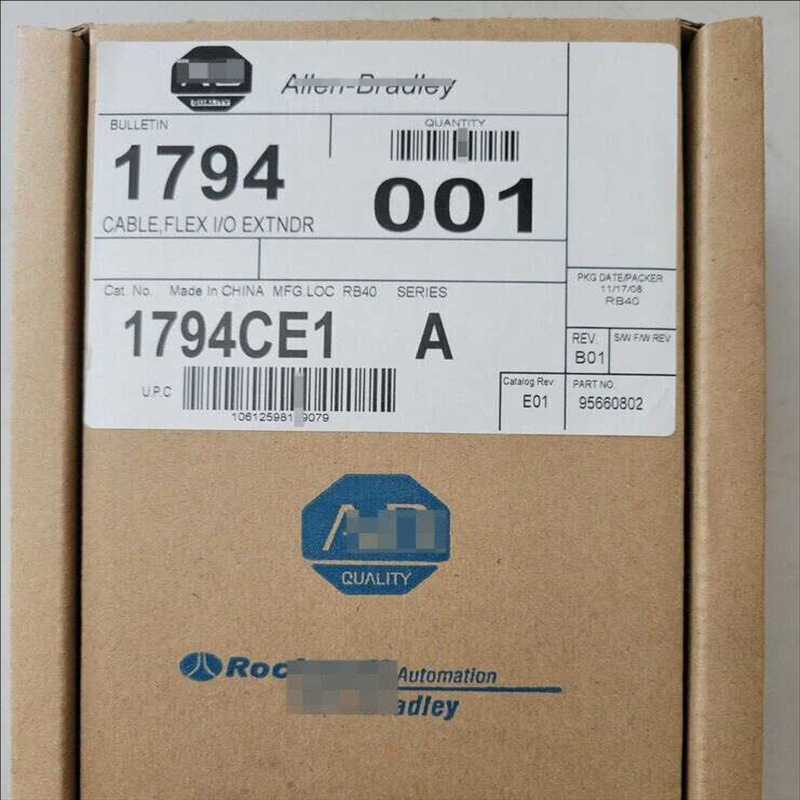 QUALITY
Allen-Bradley
BULLETIN
QUANTITY
1794
001
CABLE,FLEX I/O EXTNDR
PKG DATE/PACKER
11/17/08
RB40
Cat. No. Made In CHINA MFG.LOC RB40 SERIES
1794CE1 A
REV.
S/W F/W REV
B01
U.P.C
Catalog Rev.
E01
PART NO.
95660802
QUALITY
Automation